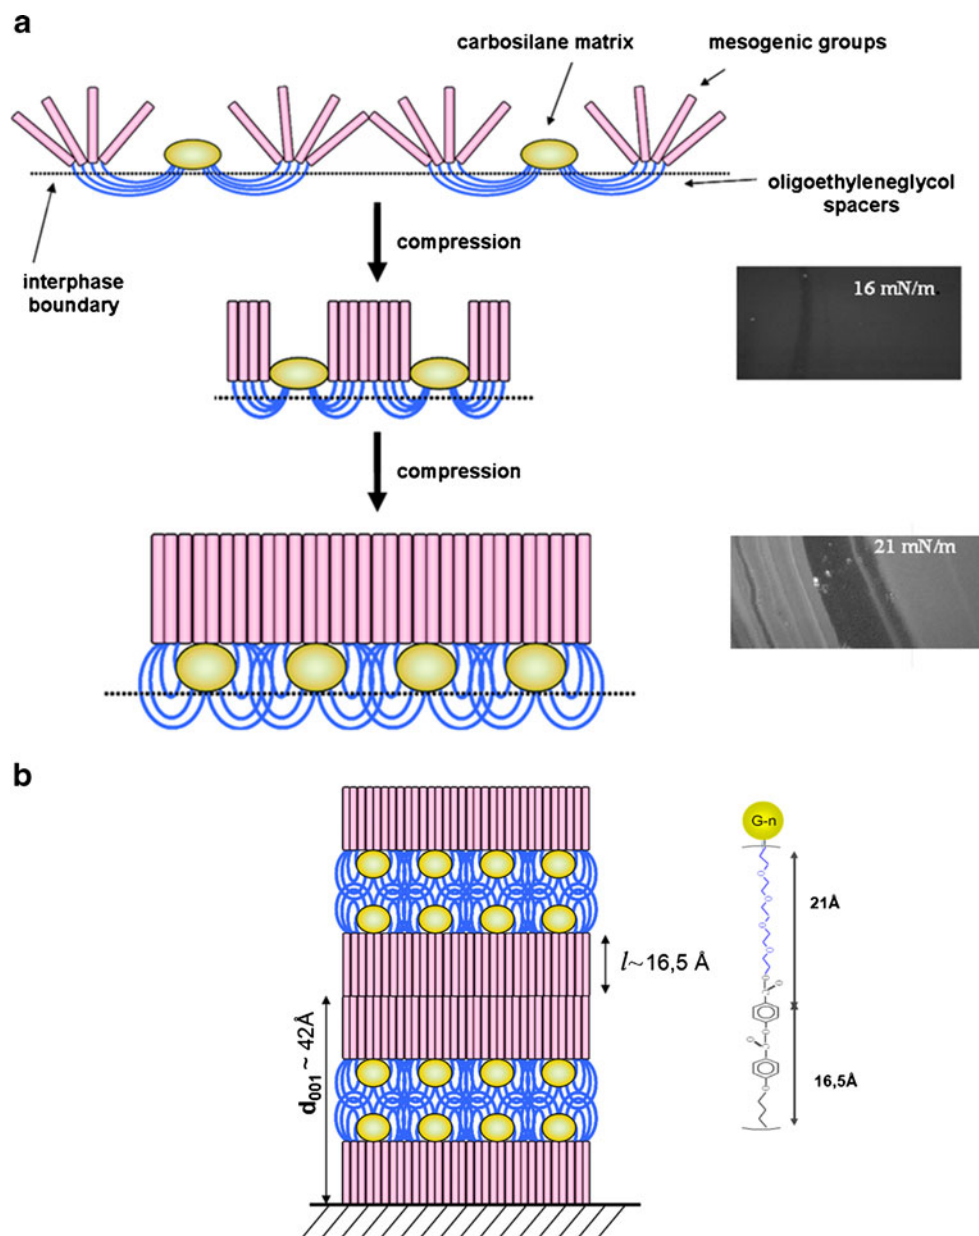 a
carbosilane matrix
mesogenic groups
oligoethyleneglycol
spacers
compression
interphase
boundary
16 mN/m
compression
21 mN/m
b
G-n
21Å
l~16,5 Å
d001 ~ 42Å
16,5Å